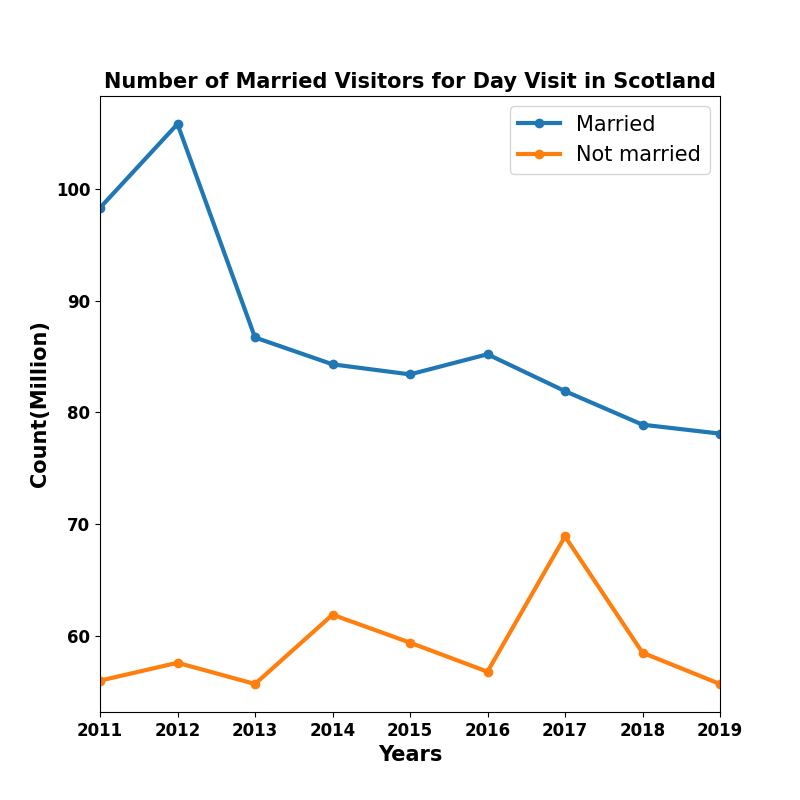 Number of Married Visitors for Day Visit in Scotland
Married
Not married
100
90
80
70
60
Count(Million)
2011 2012 2013 2014 2015 2016 2017 2018 2019
Years